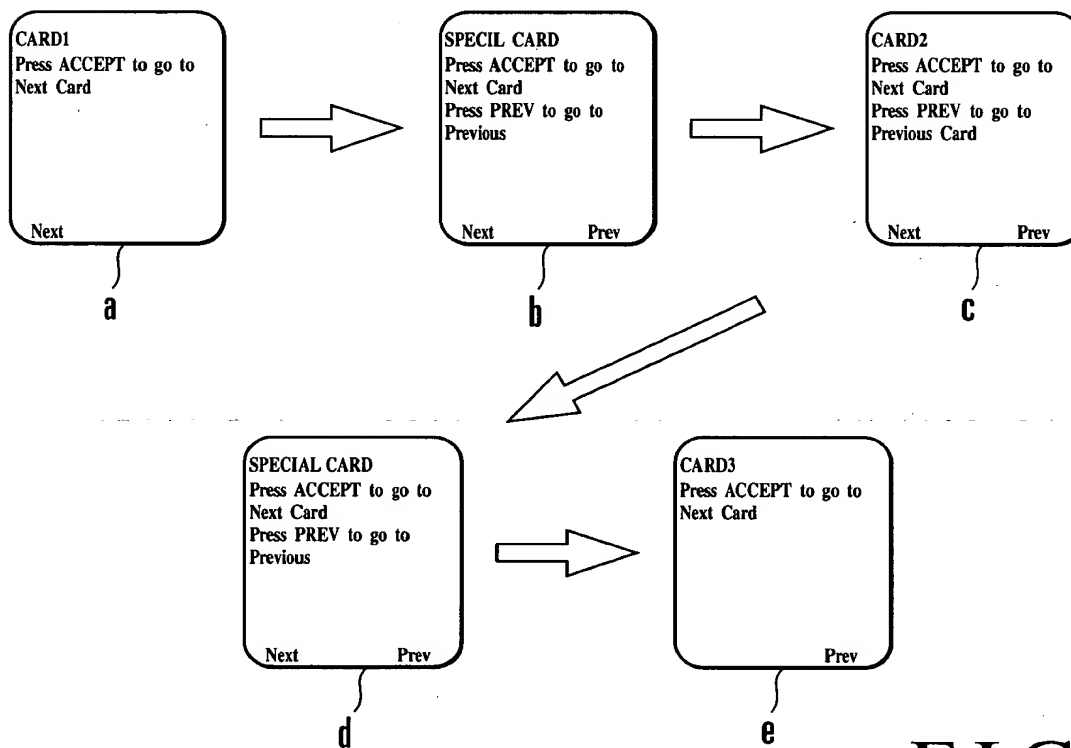 CARD1
Press ACCEPT to go to
Next Card
Next
a
SPECIL CARD
Press ACCEPT to go to
Next Card
Press PREV to go to
Previous
Next Prev
b
CARD2
Press ACCEPT to go to
Next Card
Press PREV to go to
Previous Card
Next Prev
c
SPECIAL CARD
Press ACCEPT to go to
Next Card
Press PREV to go to
Previous
Next Prev
d
CARD3
Press ACCEPT to go to
Next Card
Prev
e